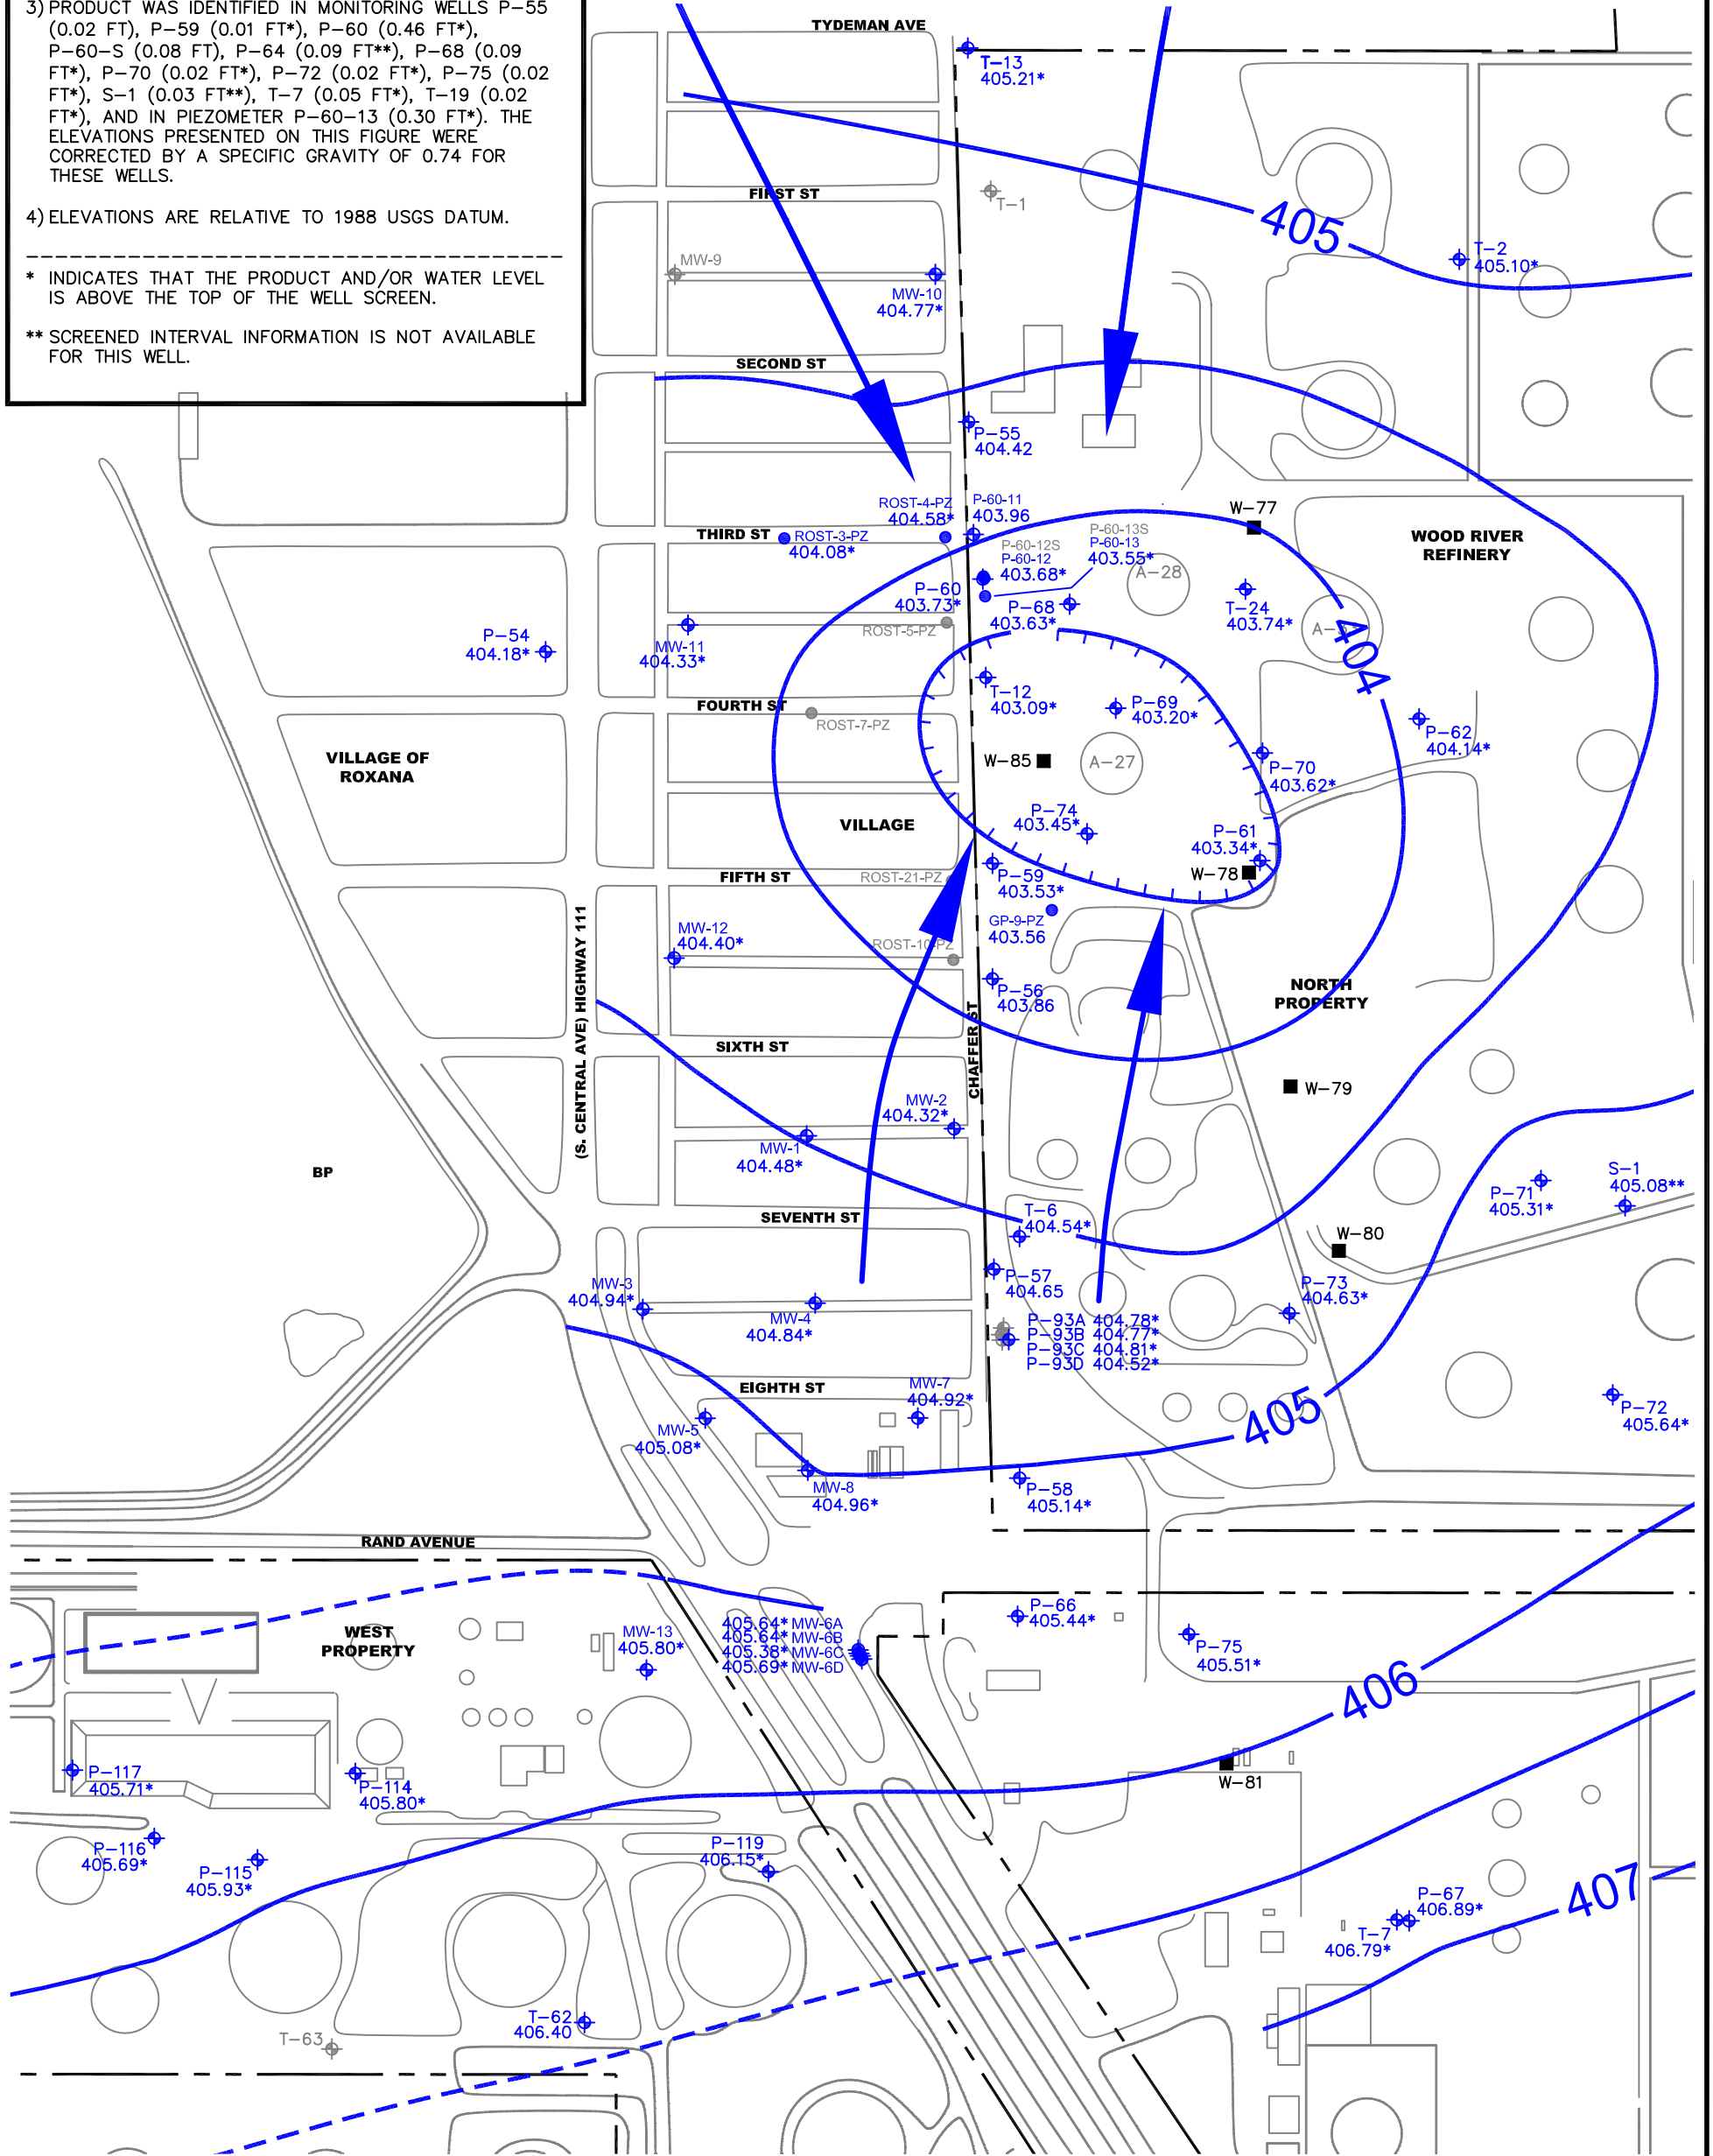 3) PRODUCT WAS IDENTIFIED IN MONITORING WELLS P-55
(0.02 FT), P-59 (0.01 FT*), P-60 (0.46 FT*),
P-60-S (0.08 FT), P-64 (0.09 FT**), P-68 (0.09
FT*), P-70 (0.02 FT*), P-72 (0.02 FT*), P-75 (0.02
FT*), S-1 (0.03 FT**), T-7 (0.05 FT*), T-19 (0.02
FT*), AND IN PIEZOMETER P-60-13 (0.30 FT*). THE
ELEVATIONS PRESENTED ON THIS FIGURE WERE
CORRECTED BY A SPECIFIC GRAVITY OF 0.74 FOR
THESE WELLS.
4) ELEVATIONS ARE RELATIVE TO 1988 USGS DATUM.
* INDICATES THAT THE PRODUCT AND/OR WATER LEVEL
IS ABOVE THE TOP OF THE WELL SCREEN.
** SCREENED INTERVAL INFORMATION IS NOT AVAILABLE
FOR THIS WELL.
TYDEMAN AVE
T-13
405.21*
FIRST ST
T-1
405
T-2
405.10*
MW-9
MW-10
404.77*
SECOND ST
P-55
404.42
ROST-4-PZ
404.58*
P-60-11
403.96
W-77
THIRD ST
ROST-3-PZ
404.08*
WOOD RIVER
REFINERY
P-60-13S
P-60-13
403.55*
P-60-12S
P-60-12
403.68*
A-28
P-60
403.73*
P-68
403.63*
T-24
403.74*
404
ROST-5-PZ
P-54
404.18*
MW-11
404.33*
T-12
403.09*
P-69
403.20*
FOURTH ST
ROST-7-PZ
P-62
404.14*
VILLAGE OF
ROXANA
W-85
A-27
P-70
403.62*
VILLAGE
P-74
403.45*
P-61
403.34*
W-78
FIFTH ST
ROST-21-PZ
P-59
403.53*
GP-9-PZ
403.56
MW-12
404.40*
ROST-10-PZ
(S. CENTRAL AVE) HIGHWAY 111
P-56
403.86
NORTH
PROPERTY
CHAFFER ST
SIXTH ST
W-79
MW-2
404.32*
MW-1
404.48*
BP
P-71
405.31*
S-1
405.08**
SEVENTH ST
T-6
404.54*
W-80
P-57
404.65
MW-3
404.94*
MW-4
404.84*
P-73
404.63*
P-93A 404.78*
P-93B 404.77*
P-93C 404.81*
P-93D 404.52*
EIGHTH ST
MW-7
404.92*
405
P-72
405.64*
MW-5
405.08*
MW-8
404.96*
P-58
405.14*
RAND AVENUE
WEST
PROPERTY
MW-13
405.80*
405.64* MW-6A
405.64* MW-6B
405.38* MW-6C
405.69* MW-6D
P-66
405.44*
P-75
405.51*
406
P-117
405.71*
P-114
405.80*
W-81
P-116
405.69*
P-115
405.93*
P-119
406.15*
407
P-67
406.89*
T-7
406.79*
T-62
406.40
T-63